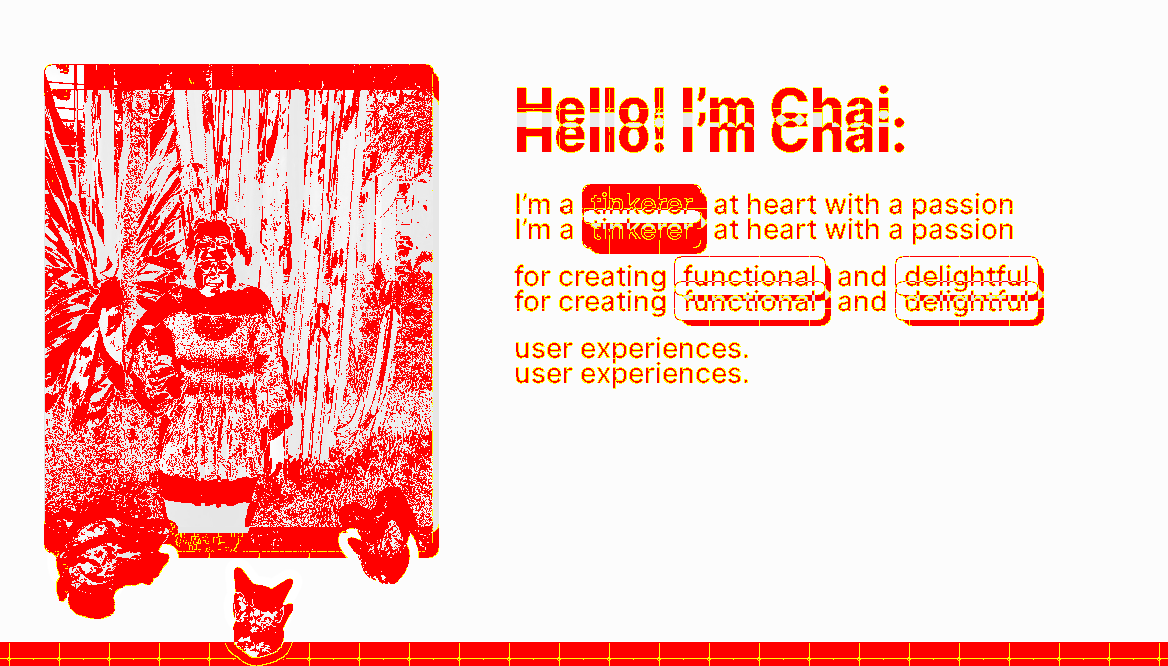 Hello! I'm Chai.
Hello! I'm Chai.
I'm a tinkerer at heart with a passion
I'm a tinkerer at heart with a passion
for creating functional and delightful
for creating functional and delightful
user experiences.
user experiences.